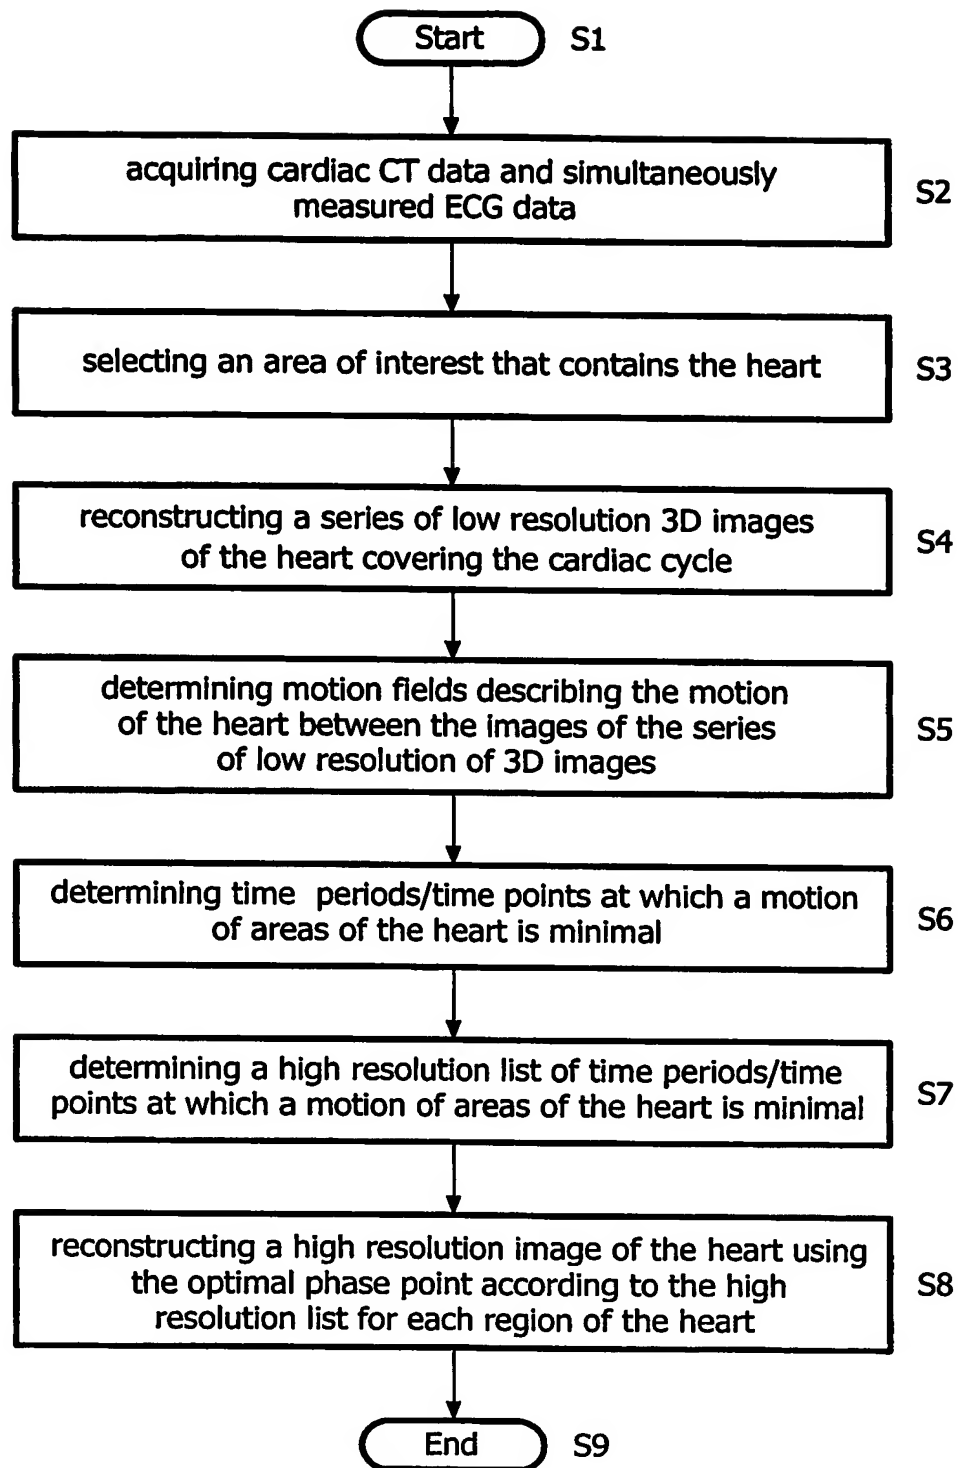 Start S1
acquiring cardiac CT data and simultaneously
measured ECG data
S2
selecting an area of interest that contains the heart
S3
reconstructing a series of low resolution 3D images
of the heart covering the cardiac cycle
S4
determining motion fields describing the motion
of the heart between the images of the series
of low resolution of 3D images
S5
determining time periods/time points at which a motion
of areas of the heart is minimal
S6
determining a high resolution list of time periods/time
points at which a motion of areas of the heart is minimal
S7
reconstructing a high resolution image of the heart using
the optimal phase point according to the high
resolution list for each region of the heart
S8
End S9